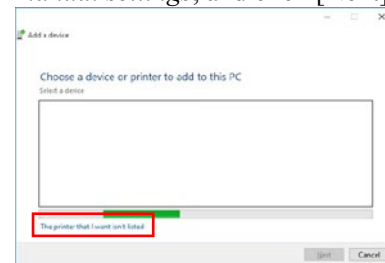 Add a device
Choose a device or printer to add to this PC
Select a device
The printer that I want isn't listed
Next Cancel